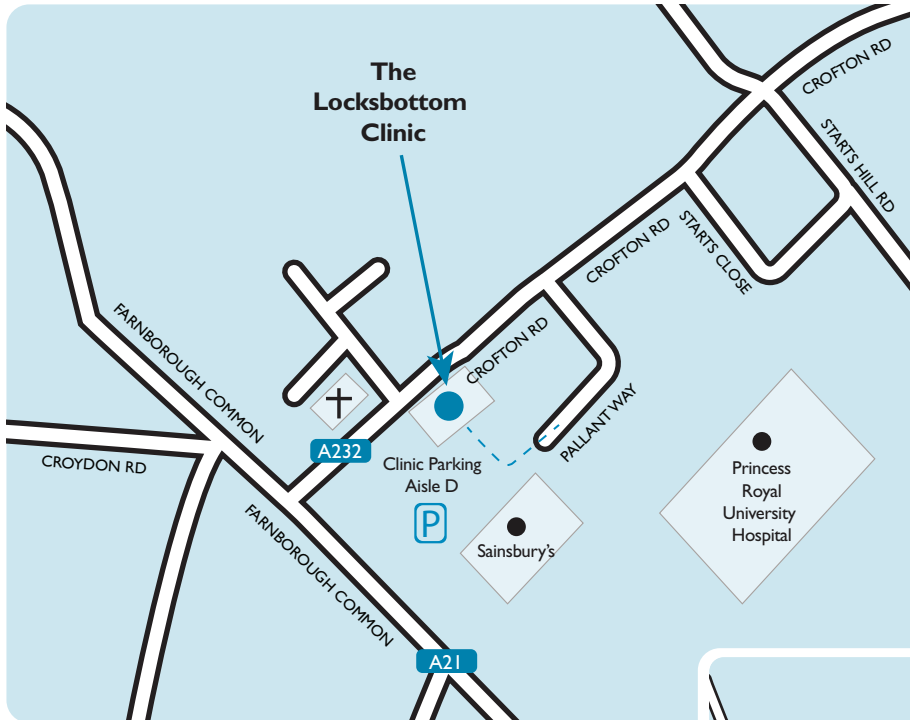 The
Locksbottom
Clinic
CROFTON RD
STARTS HILL RD
CROFTON RD
STARTS CLOSE
FARNBOROUGH COMMON
CROFTON RD
PALLANT WAY
A232
CROYDON RD
Clinic Parking
Aisle D
P
Princess
Royal
University
Hospital
Sainsbury's
FARNBOROUGH COMMON
A21